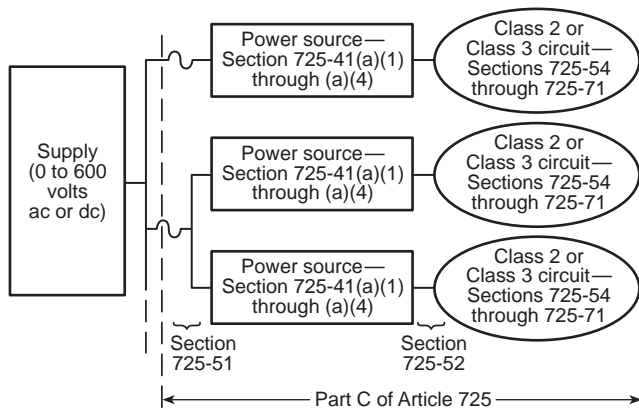 Supply
(0 to 600
volts
ac or dc)
Power source—
Section 725-41(a)(1)
through (a)(4)
Class 2 or
Class 3 circuit—
Sections 725-54
through 725-71
Power source—
Section 725-41(a)(1)
through (a)(4)
Class 2 or
Class 3 circuit—
Sections 725-54
through 725-71
Power source—
Section 725-41(a)(1)
through (a)(4)
Class 2 or
Class 3 circuit—
Sections 725-54
through 725-71
Section
725-51
Section
725-52
Part C of Article 725